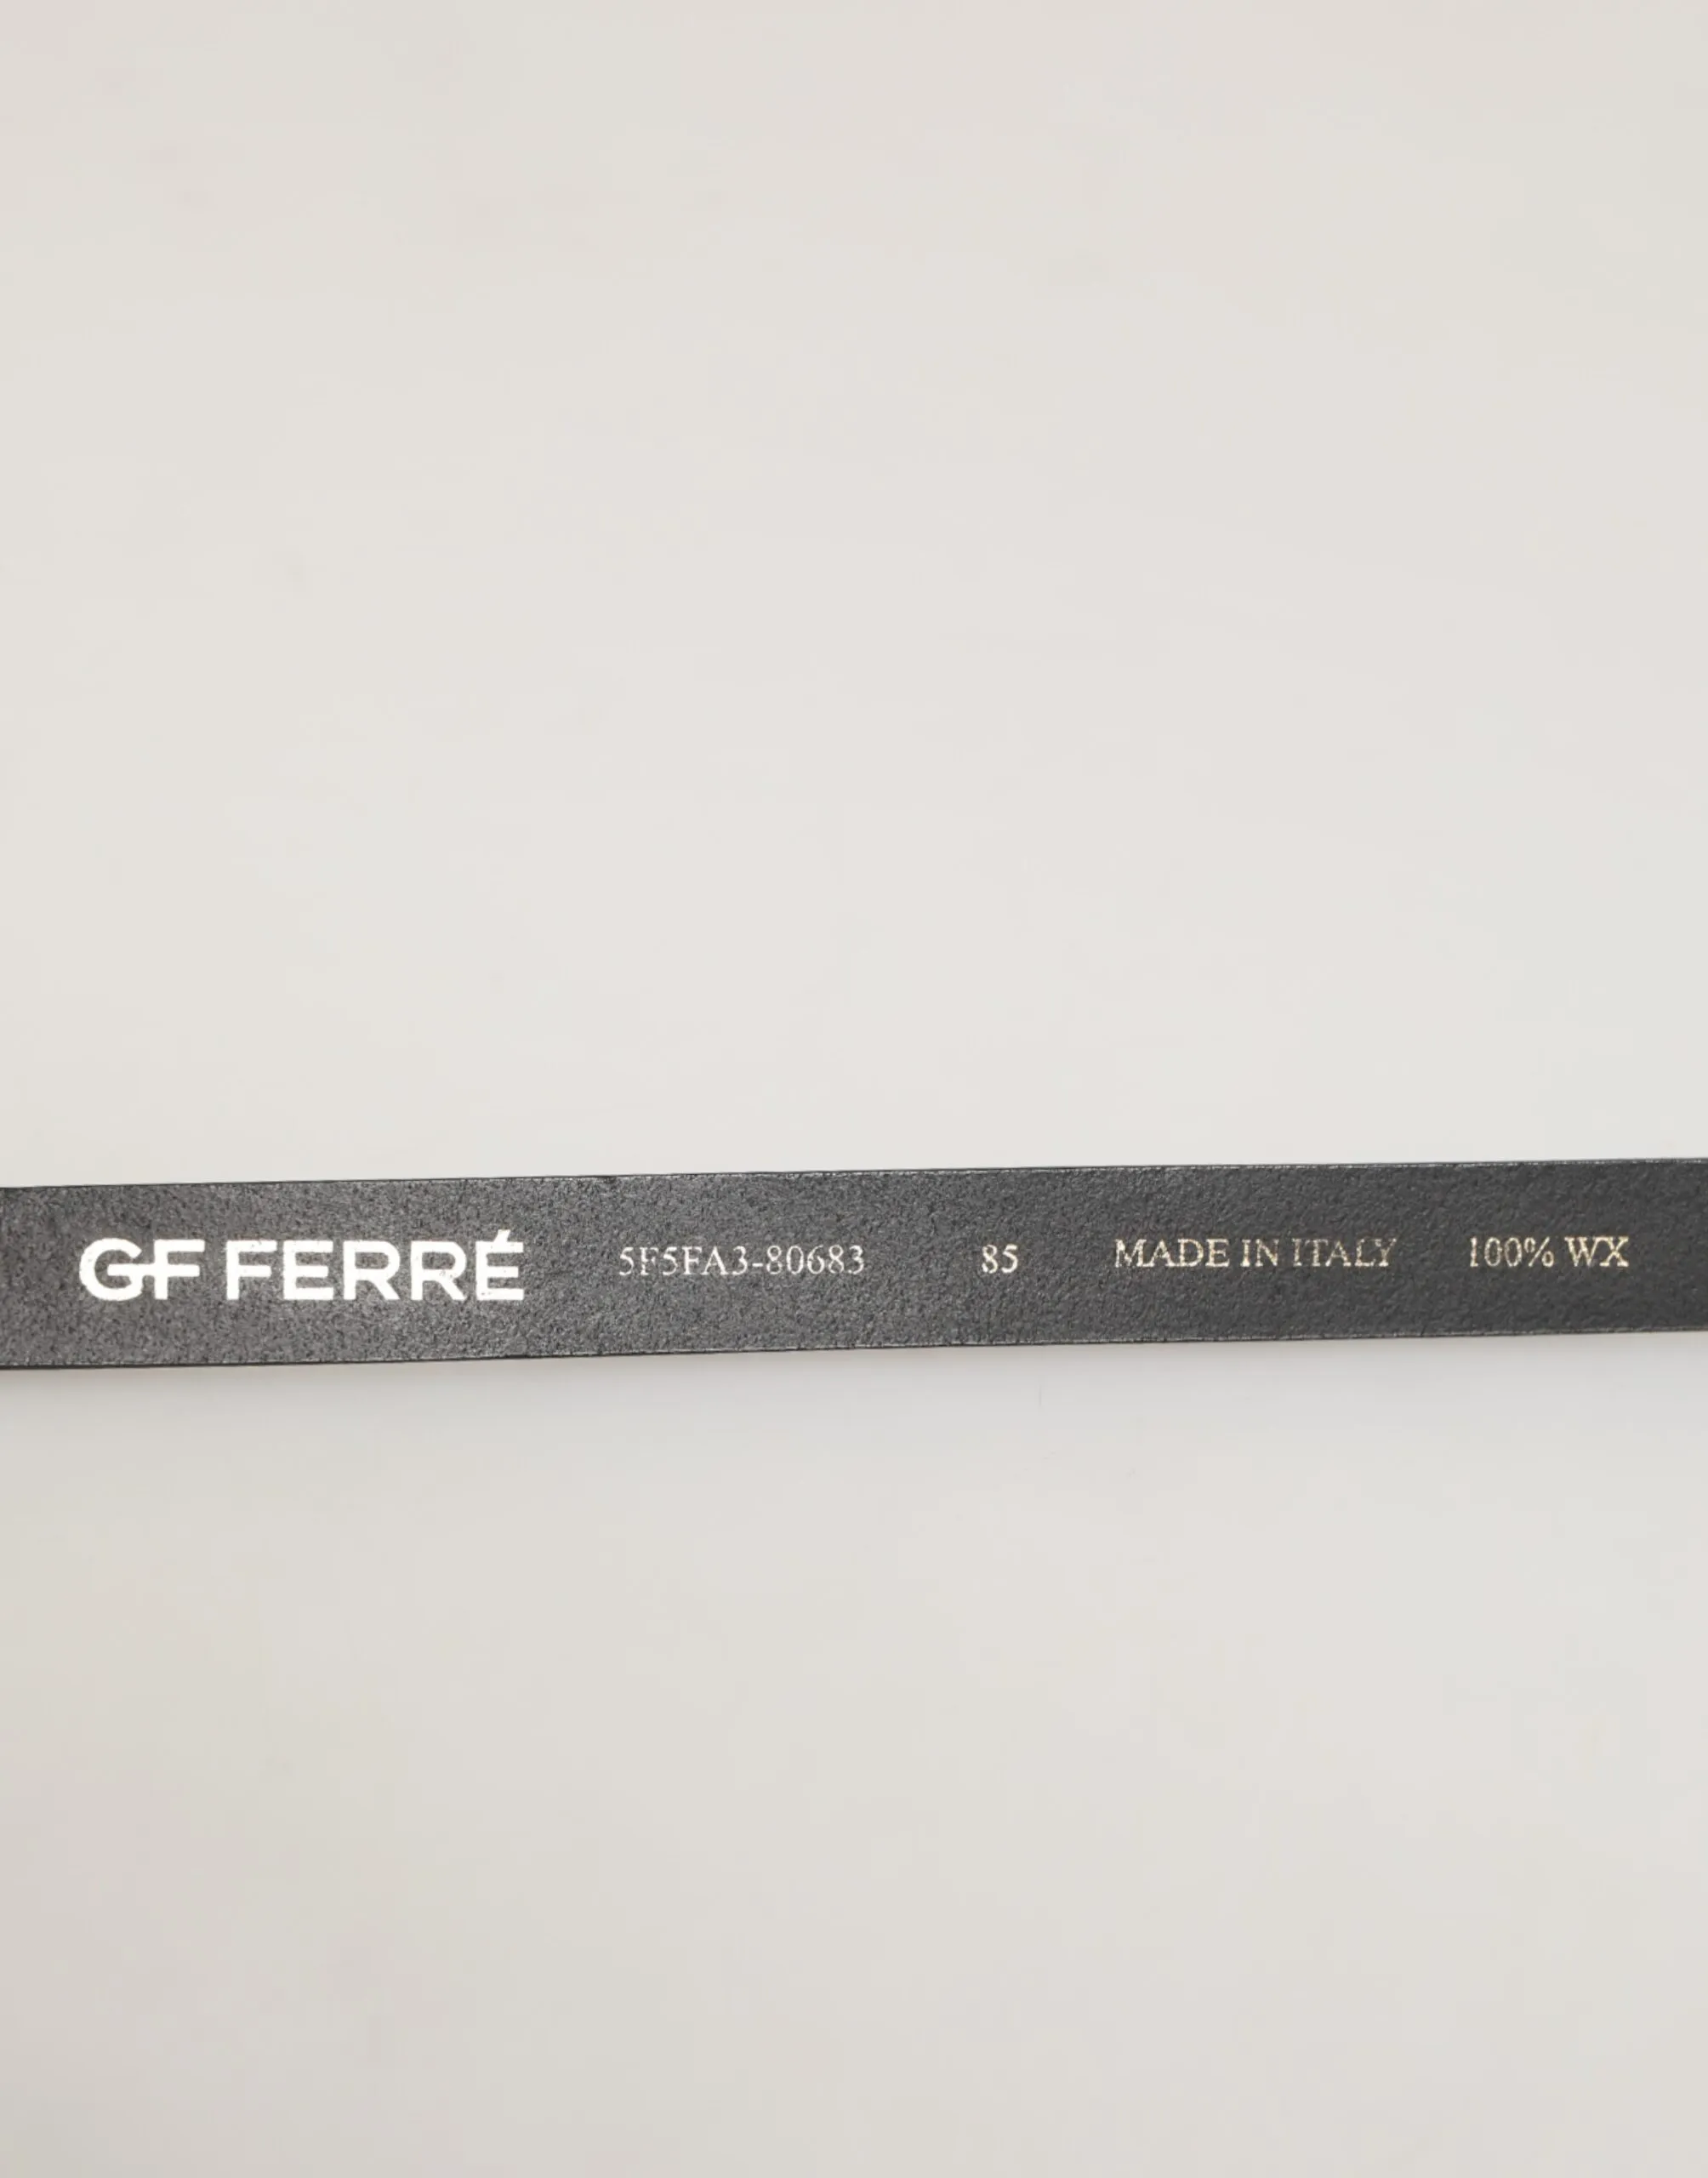 GF FERRÉ 5F5FA3-80683 85 MADE IN ITALY 100% WX